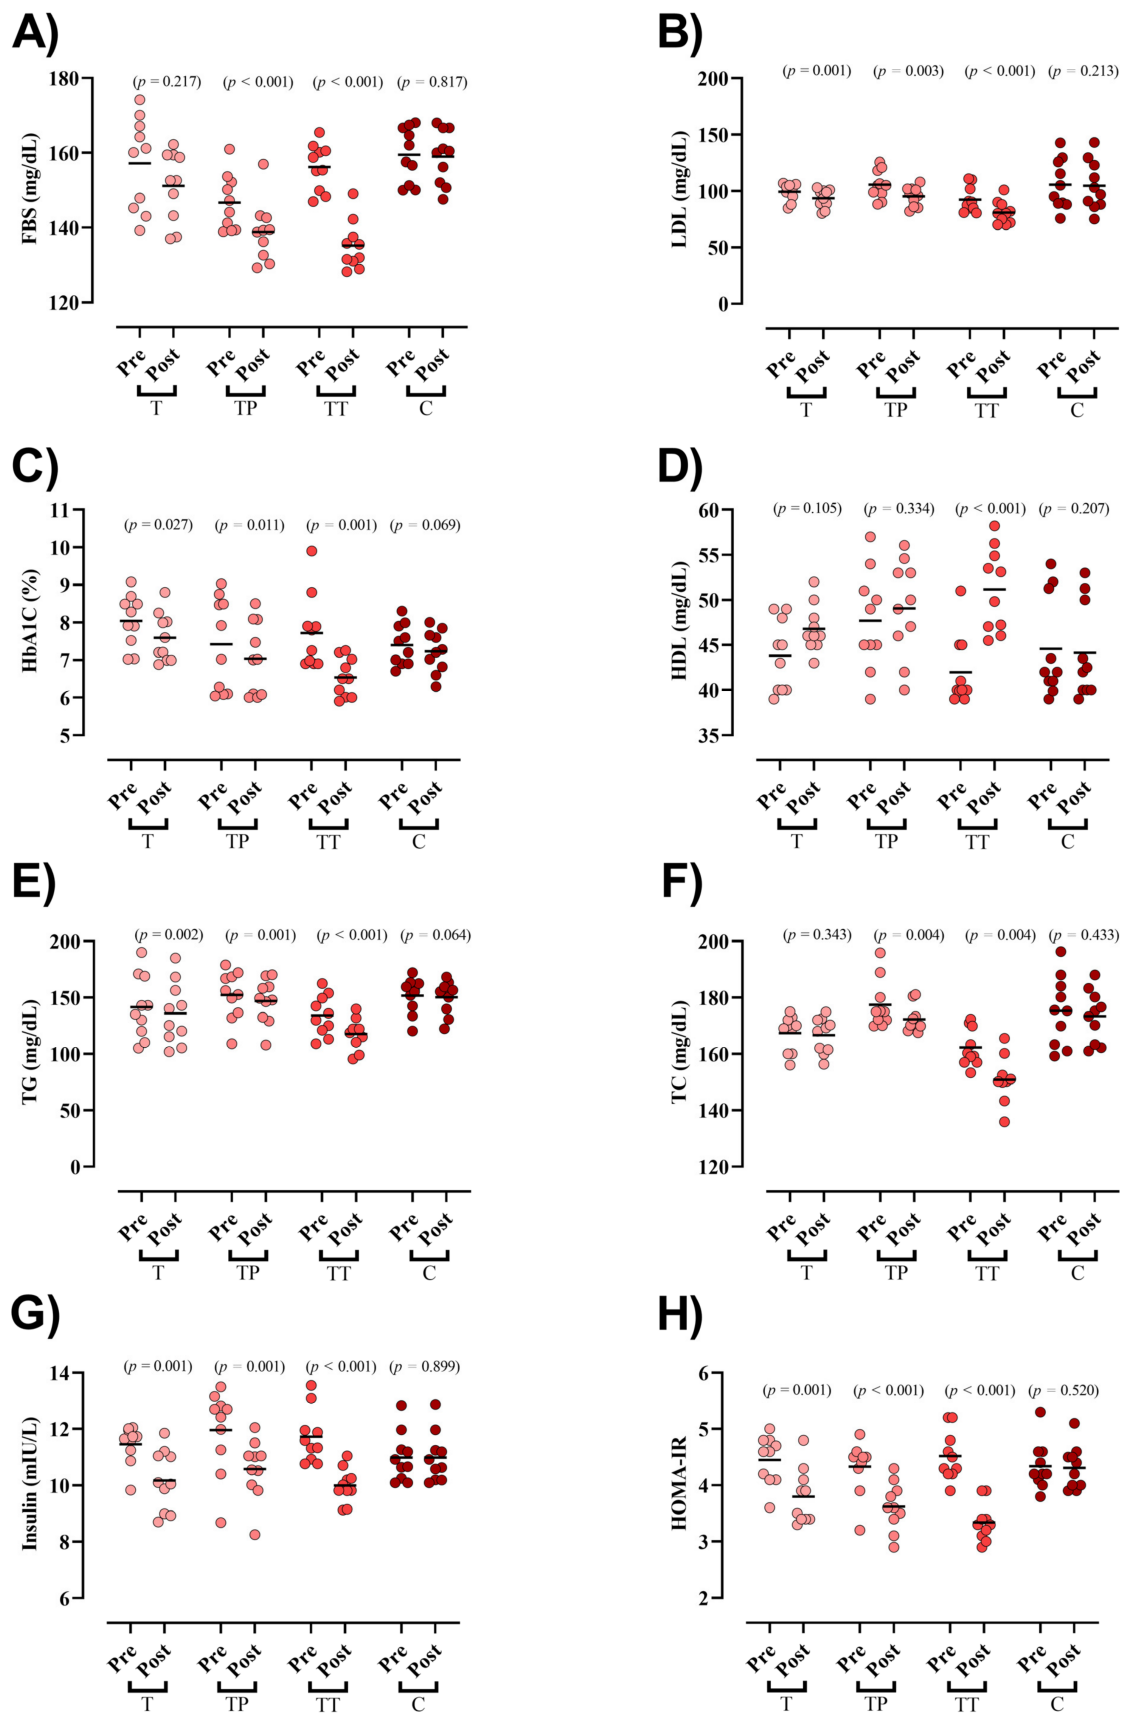 A)
(p = 0.217) (p < 0.001) (p < 0.001) (p = 0.817)
FBS (mg/dL)
180
160
140
120
Pre Post Pre Post Pre Post Pre Post
T TP TT C
B)
(p = 0.001) (p = 0.003) (p < 0.001) (p = 0.213)
LDL (mg/dL)
200
150
100
50
0
Pre Post Pre Post Pre Post Pre Post
T TP TT C
C)
(p = 0.027) (p = 0.011) (p = 0.001) (p = 0.069)
HbA1C (%)
11
10
9
8
7
6
5
Pre Post Pre Post Pre Post Pre Post
T TP TT C
D)
(p = 0.105) (p = 0.334) (p < 0.001) (p = 0.207)
HDL (mg/dL)
60
55
50
45
40
35
Pre Post Pre Post Pre Post Pre Post
T TP TT C
E)
(p = 0.002) (p = 0.001) (p < 0.001) (p = 0.064)
TG (mg/dL)
200
150
100
50
0
Pre Post Pre Post Pre Post Pre Post
T TP TT C
F)
(p = 0.343) (p = 0.004) (p = 0.004) (p = 0.433)
TC (mg/dL)
200
180
160
140
120
Pre Post Pre Post Pre Post Pre Post
T TP TT C
G)
(p = 0.001) (p = 0.001) (p < 0.001) (p = 0.899)
Insulin (mIU/L)
14
12
10
8
6
Pre Post Pre Post Pre Post Pre Post
T TP TT C
H)
(p = 0.001) (p < 0.001) (p < 0.001) (p = 0.520)
HOMA-IR
6
5
4
3
2
Pre Post Pre Post Pre Post Pre Post
T TP TT C